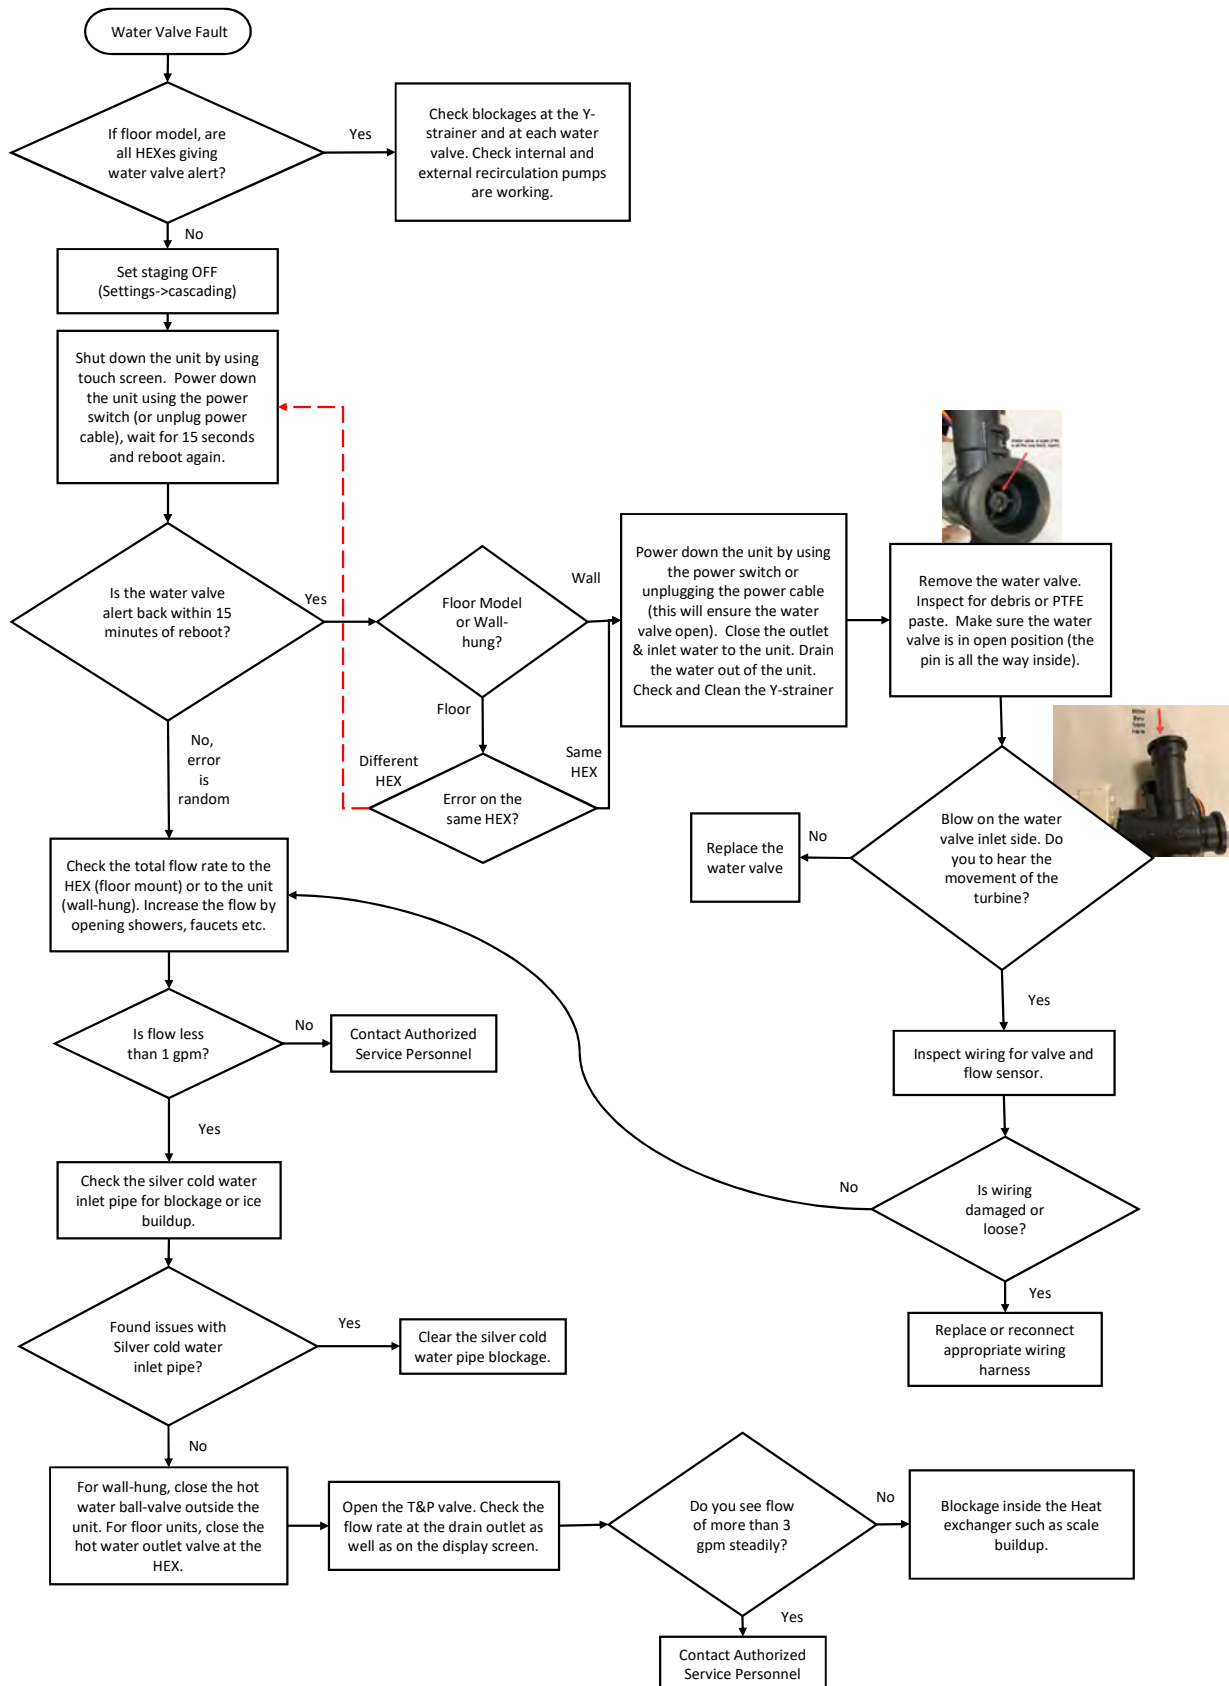 Water Valve Fault
If floor model, are
all HEXes giving
water valve alert?
Yes
Check blockages at the Y-
strainer and at each water
valve. Check internal and
external recirculation pumps
are working.
No
Set staging OFF
(Settings->cascading)
Shut down the unit by using
touch screen. Power down
the unit using the power
switch (or unplug power
cable), wait for 15 seconds
and reboot again.
Is the water valve
alert back within 15
minutes of reboot?
Yes
Floor Model
or Wall-
hung?
Wall
Floor
Different
HEX
Same
HEX
Error on the
same HEX?
Power down the unit by using
the power switch or
unplugging the power cable
(this will ensure the water
valve open). Close the outlet
& inlet water to the unit. Drain
the water out of the unit.
Check and Clean the Y-strainer
Remove the water valve.
Inspect for debris or PTFE
paste. Make sure the water
valve is in open position (the
pin is all the way inside).
Blow on the water
valve inlet side. Do
you to hear the
movement of the
turbine?
No
Replace the
water valve
Yes
Inspect wiring for valve and
flow sensor.
Is wiring
damaged or
loose?
No
Yes
Replace or reconnect
appropriate wiring
harness
No,
error
is
random
Check the total flow rate to the
HEX (floor mount) or to the unit
(wall-hung). Increase the flow by
opening showers, faucets etc.
Is flow less
than 1 gpm?
No
Contact Authorized
Service Personnel
Yes
Check the silver cold water
inlet pipe for blockage or ice
buildup.
Found issues with
Silver cold water
inlet pipe?
Yes
Clear the silver cold
water pipe blockage.
No
For wall-hung, close the hot
water ball-valve outside the
unit. For floor units, close the
hot water outlet valve at the
HEX.
Open the T&P valve. Check the
flow rate at the drain outlet as
well as on the display screen.
Do you see flow
of more than 3
gpm steadily?
No
Blockage inside the Heat
exchanger such as scale
buildup.
Yes
Contact Authorized
Service Personnel